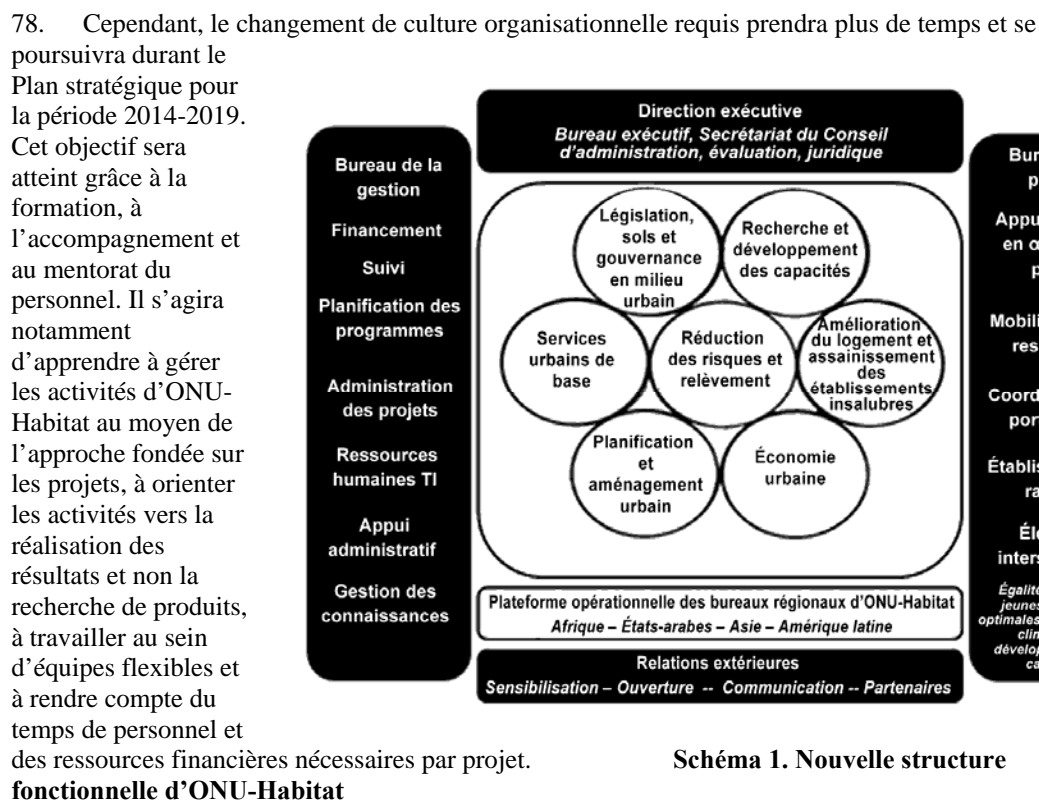 78. Cependant, le changement de culture organisationnelle requis prendra plus de temps et se
poursuivra durant le
Plan stratégique pour
la période 2014-2019.
Cet objectif sera
atteint grâce à la
formation, à
l'accompagnement et
au mentorat du
personnel. Il s'agira
notamment
d'apprendre à gérer
les activités d'ONU-
Habitat au moyen de
l'approche fondée sur
les projets, à orienter
les activités vers la
réalisation des
résultats et non la
recherche de produits,
à travailler au sein
d'équipes flexibles et
à rendre compte du
temps de personnel et
des ressources financières nécessaires par projet.
Schéma 1. Nouvelle structure
fonctionnelle d'ONU-Habitat
Direction exécutive
Bureau exécutif, Secrétariat du Conseil
d'administration, évaluation, juridique
Bureau de la
gestion
Financement
Suivi
Planification des
programmes
Administration
des projets
Ressources
humaines TI
Appui
administratif
Gestion des
connaissances
Législation,
sols et
gouvernance
en milieu
urbain
Recherche et
développement
des capacités
Services
urbains de
base
Réduction
des risques et
relèvement
Amélioration
du logement et
assainissement
des
établissements
insalubres
Planification
et
aménagement
urbain
Économie
urbaine
Plateforme opérationnelle des bureaux régionaux d'ONU-Habitat
Afrique – États-arabes – Asie – Amérique latine
Relations extérieures
Sensibilisation – Ouverture -- Communication -- Partenaires